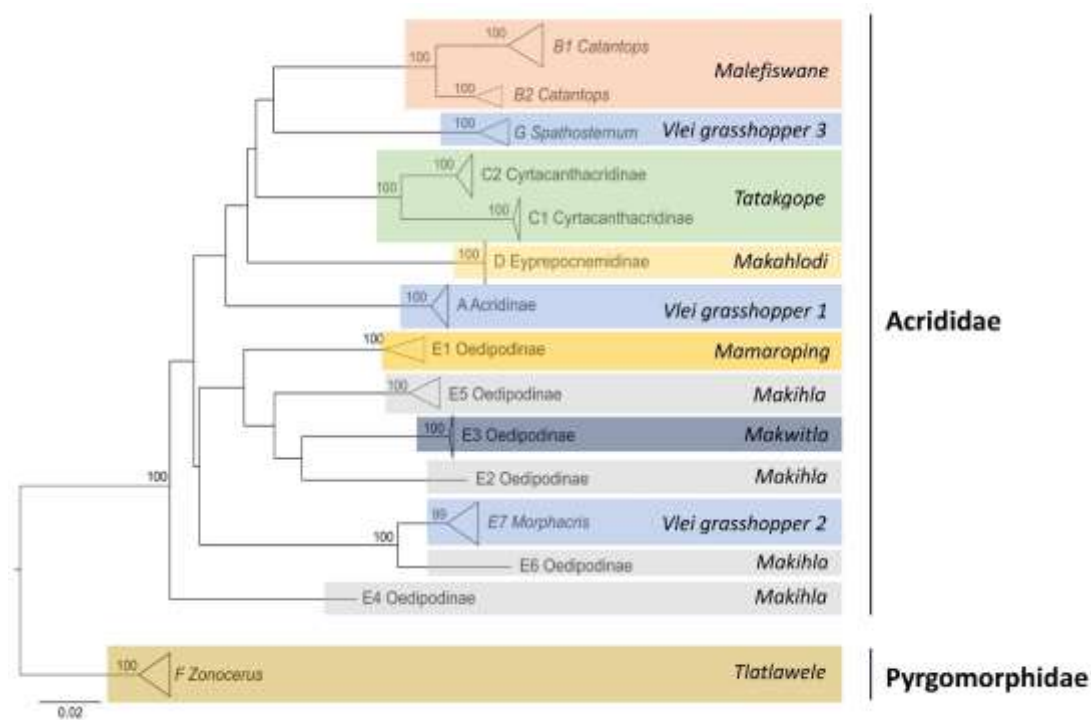 100
B1 Catantops
100
Malefiswane
100
B2 Catantops
100
G Spathosternum
Vlei grasshopper 3
100
C2 Cyrtacanthacridinae
100
Tatakgope
100
C1 Cyrtacanthacridinae
100
D Eyprepocnemidinae
Makahlodi
100
A Acridinae
Vlei grasshopper 1
Acrididae
100
E1 Oedipodinae
Mamaroping
100
E5 Oedipodinae
Makihla
100
E3 Oedipodinae
Makwitla
100
E2 Oedipodinae
Makihla
99
E7 Morphacris
Vlei grasshopper 2
100
E6 Oedipodinae
Makihla
E4 Oedipodinae
Makihla
100
F Zonocerus
Tlatlawele
Pyrgomorphidae
0.02